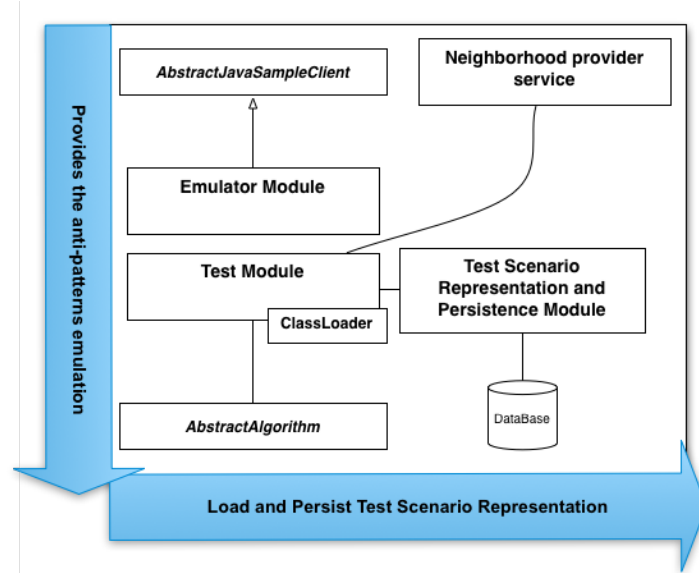 AbstractJavaSampleClient
Neighborhood provider
service
Provides the anti-patterns emulation
Emulator Module
Test Module
Test Scenario
Representation and
Persistence Module
ClassLoader
AbstractAlgorithm
DataBase
Load and Persist Test Scenario Representation